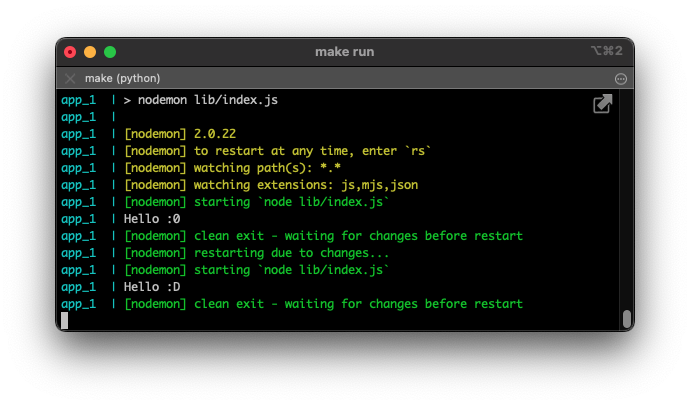 make run
⌥⌘2
make (python)
app_1 | > nodemon lib/index.js
app_1 |
app_1 | [nodemon] 2.0.22
app_1 | [nodemon] to restart at any time, enter `rs`
app_1 | [nodemon] watching path(s): *.*
app_1 | [nodemon] watching extensions: js,mjs,json
app_1 | [nodemon] starting `node lib/index.js`
app_1 | Hello :0
app_1 | [nodemon] clean exit - waiting for changes before restart
app_1 | [nodemon] restarting due to changes...
app_1 | [nodemon] starting `node lib/index.js`
app_1 | Hello :D
app_1 | [nodemon] clean exit - waiting for changes before restart